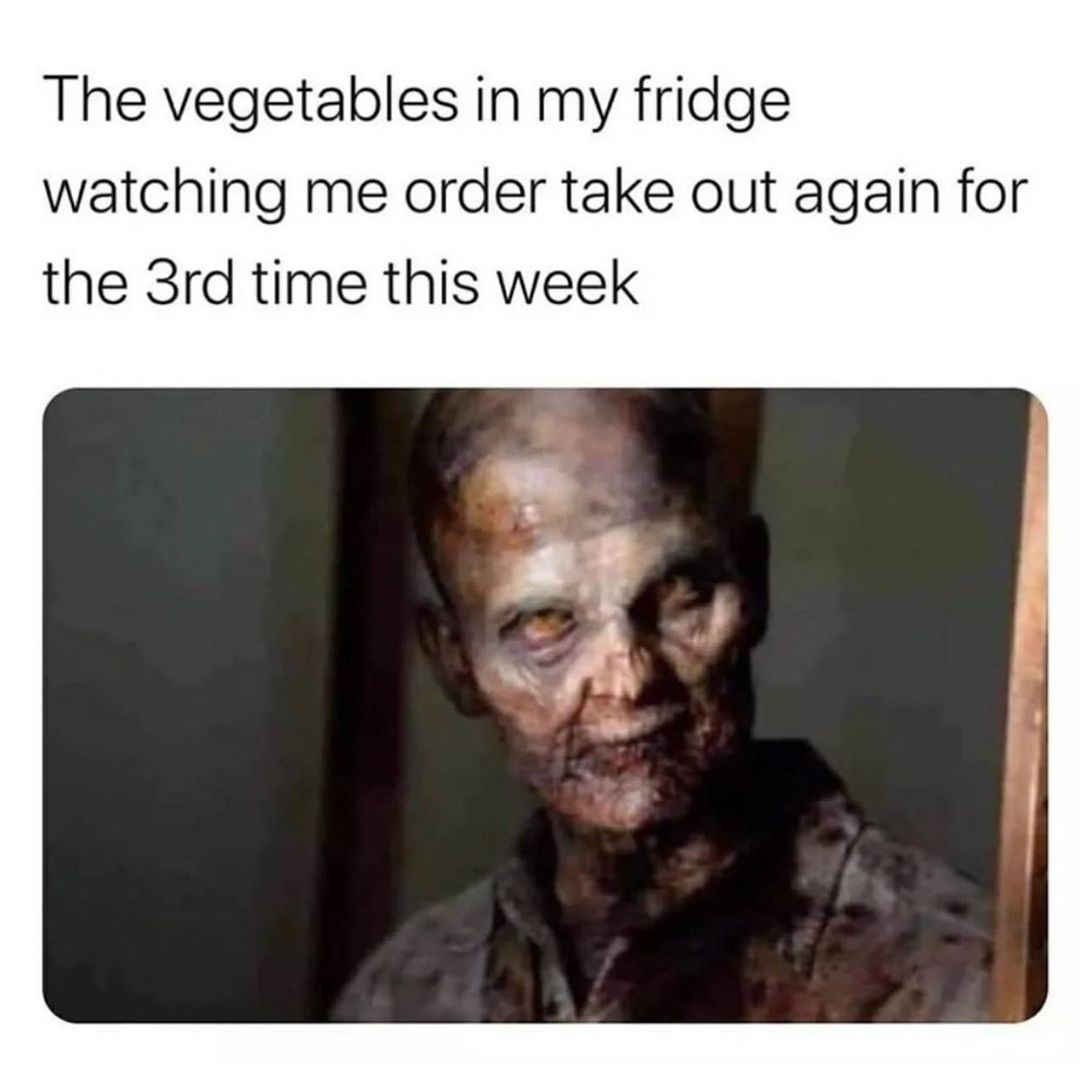 The vegetables in my fridge
watching me order take out again for
the 3rd time this week